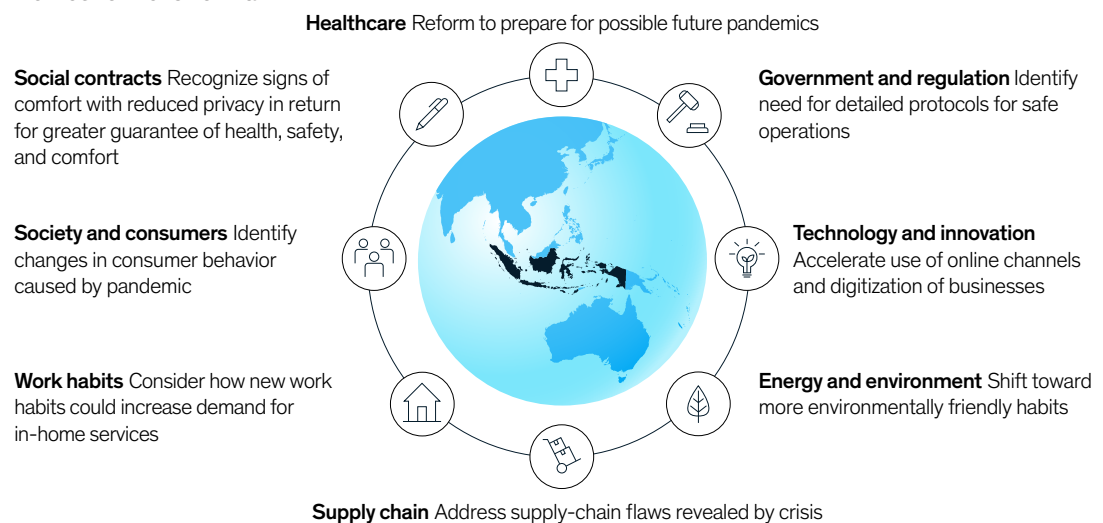 Healthcare Reform to prepare for possible future pandemics
Social contracts Recognize signs of
comfort with reduced privacy in return
for greater guarantee of health, safety,
and comfort
Government and regulation Identify
need for detailed protocols for safe
operations
Society and consumers Identify
changes in consumer behavior
caused by pandemic
Technology and innovation
Accelerate use of online channels
and digitization of businesses
Work habits Consider how new work
habits could increase demand for
in-home services
Energy and environment Shift toward
more environmentally friendly habits
Supply chain Address supply-chain flaws revealed by crisis